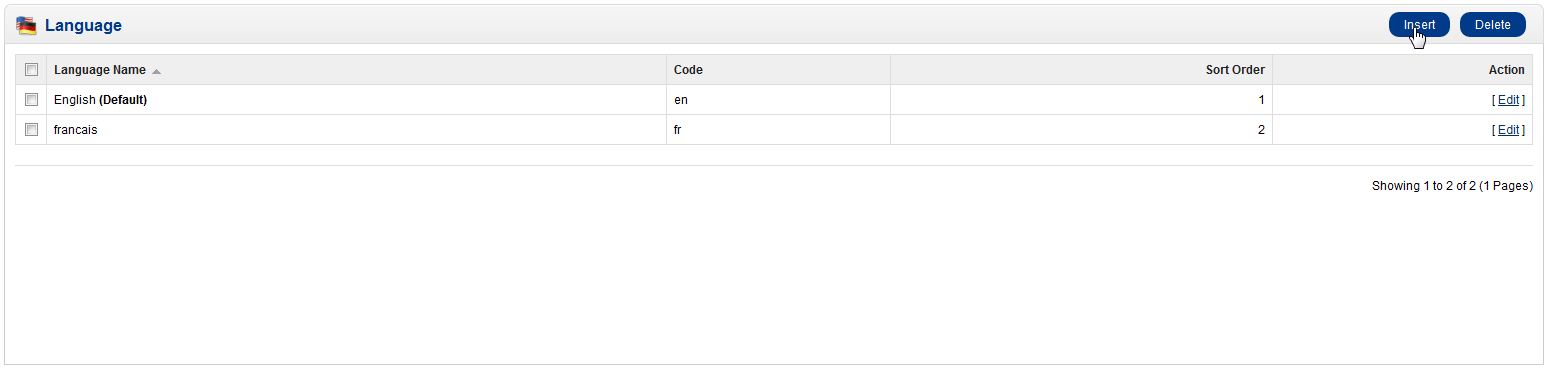 Language
Insert Delete
Language Name Code Sort Order Action
English (Default) en 1 [ Edit ]
francais fr 2 [ Edit ]
Showing 1 to 2 of 2 (1 Pages)